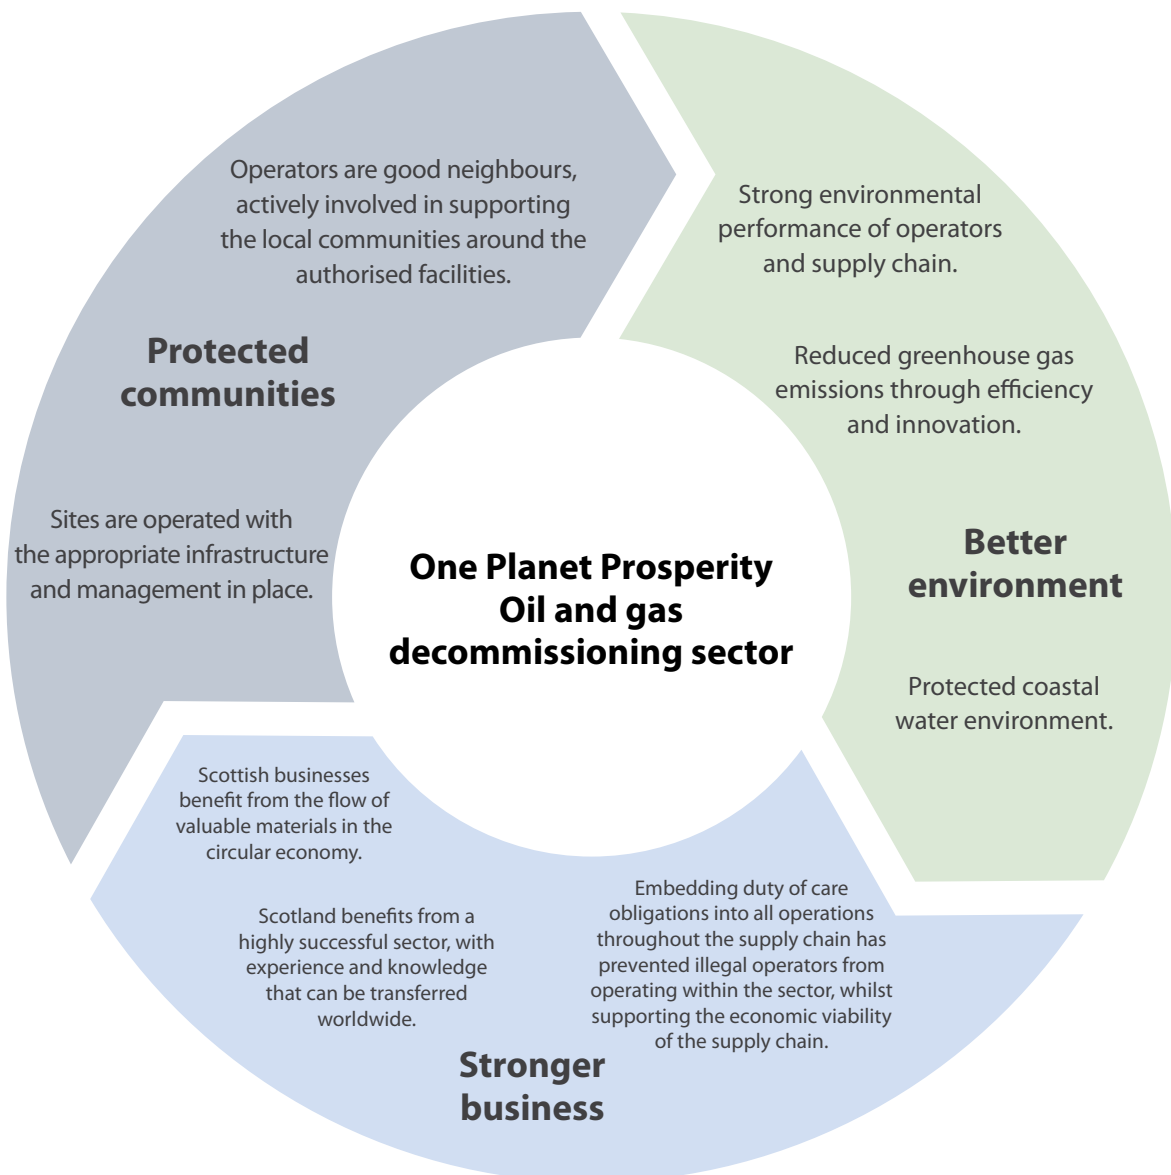 Operators are good neighbours,
actively involved in supporting
the local communities around the
authorised facilities.
Protected
communities
Sites are operated with
the appropriate infrastructure
and management in place.
Strong environmental
performance of operators
and supply chain.
Reduced greenhouse gas
emissions through efficiency
and innovation.
Better
environment
Protected coastal
water environment.
One Planet Prosperity
Oil and gas
decommissioning sector
Scottish businesses
benefit from the flow of
valuable materials in the
circular economy.
Scotland benefits from a
highly successful sector, with
experience and knowledge
that can be transferred
worldwide.
Embedding duty of care
obligations into all operations
throughout the supply chain has
prevented illegal operators from
operating within the sector, whilst
supporting the economic viability
of the supply chain.
Stronger
business